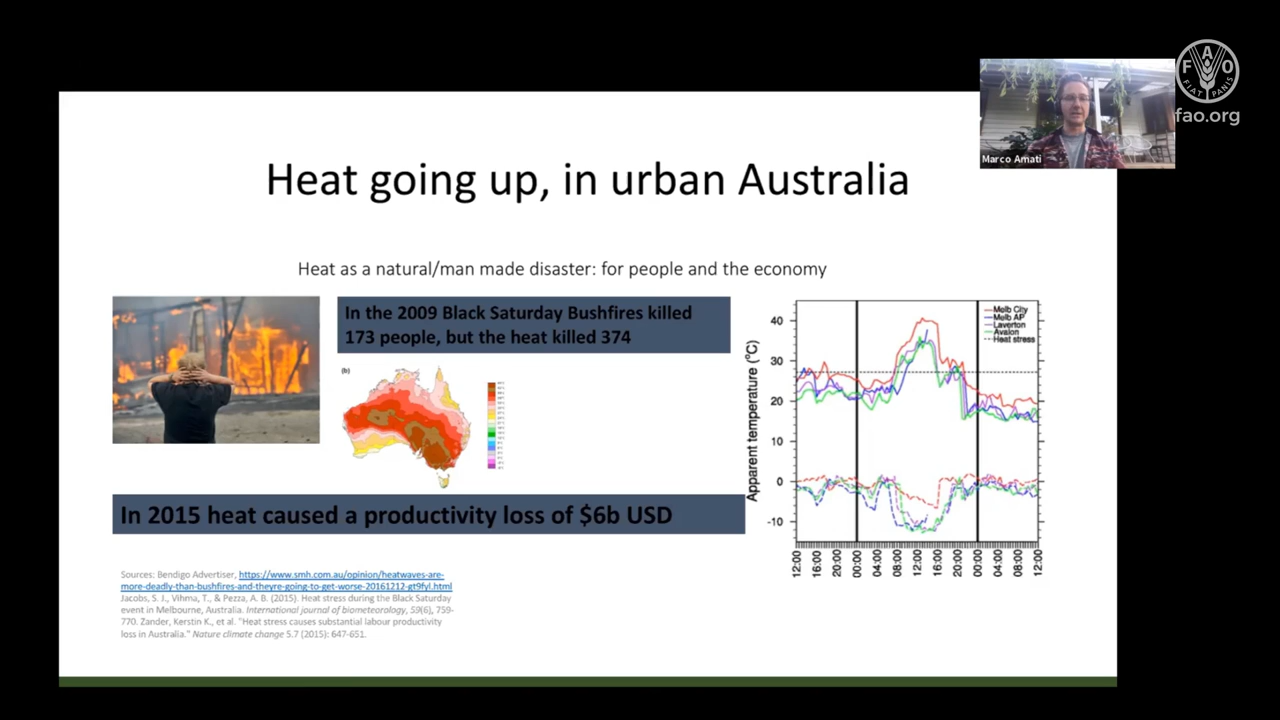 FAO
FIAT PANIS
fao.org
Marco Amati
Heat going up, in urban Australia
Heat as a natural/man made disaster: for people and the economy
In the 2009 Black Saturday Bushfires killed
173 people, but the heat killed 374
(b)
In 2015 heat caused a productivity loss of $6b USD
Apparent temperature (°C)
40
30
20
10
0
-10
Melb City
Melb AP
Laverton
Avalon
Heat stress
12:00
16:00
20:00
00:00
04:00
08:00
12:00
16:00
20:00
00:00
04:00
08:00
12:00
Sources: Bendigo Advertiser, https://www.smh.com.au/opinion/heatwaves-are-
more-deadly-than-bushfires-and-theyre-going-to-get-worse-20161212-gt9fyl.html
Jacobs, S. J., Vihma, T., & Pezza, A. B. (2015). Heat stress during the Black Saturday
event in Melbourne, Australia. International journal of biometeorology, 59(6), 759-
770. Zander, Kerstin K., et al. "Heat stress causes substantial labour productivity
loss in Australia." Nature climate change 5.7 (2015): 647-651.